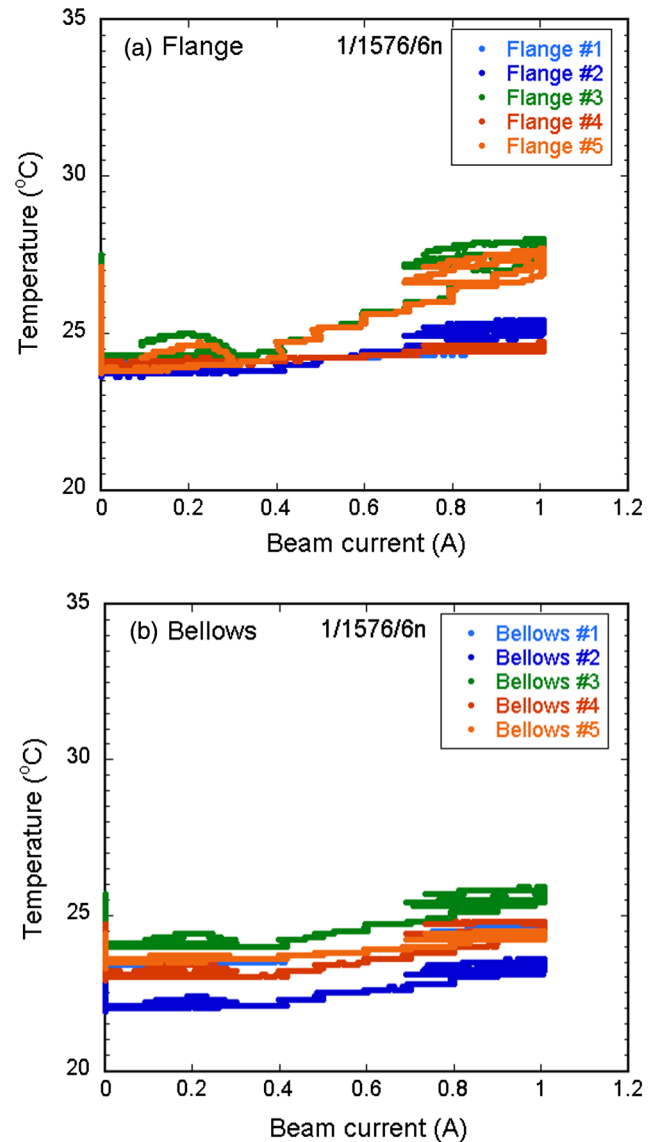 (a) Flange 1/1576/6n
Flange #1
Flange #2
Flange #3
Flange #4
Flange #5
35
30
25
20
Temperature (°C)
0 0.2 0.4 0.6 0.8 1 1.2
Beam current (A)
(b) Bellows 1/1576/6n
Bellows #1
Bellows #2
Bellows #3
Bellows #4
Bellows #5
35
30
25
20
Temperature (°C)
0 0.2 0.4 0.6 0.8 1 1.2
Beam current (A)